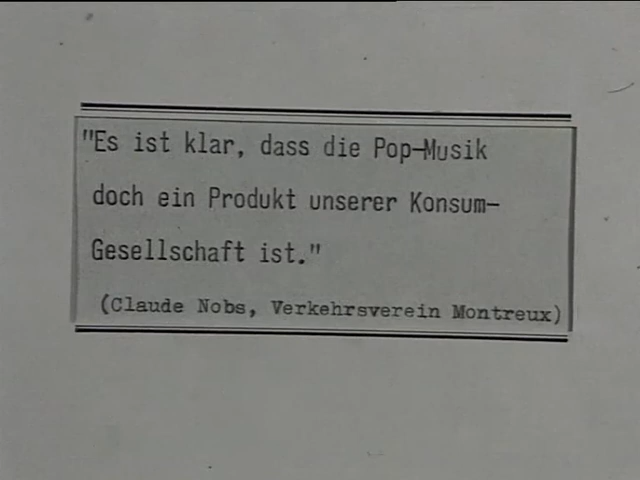 "Es ist klar, dass die Pop-Musik
doch ein Produkt unserer Konsum-
Gesellschaft ist."
(Claude Nobs, Verkehrsverein Montreux)